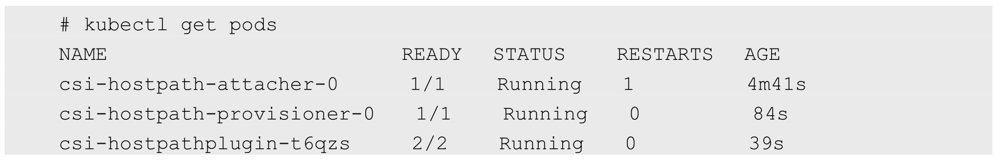 # kubectl get pods
NAME                         READY   STATUS    RESTARTS   AGE
csi-hostpath-attacher-0      1/1     Running   1          4m41s
csi-hostpath-provisioner-0   1/1     Running   0          84s
csi-hostpathplugin-t6qzs     2/2     Running   0          39s